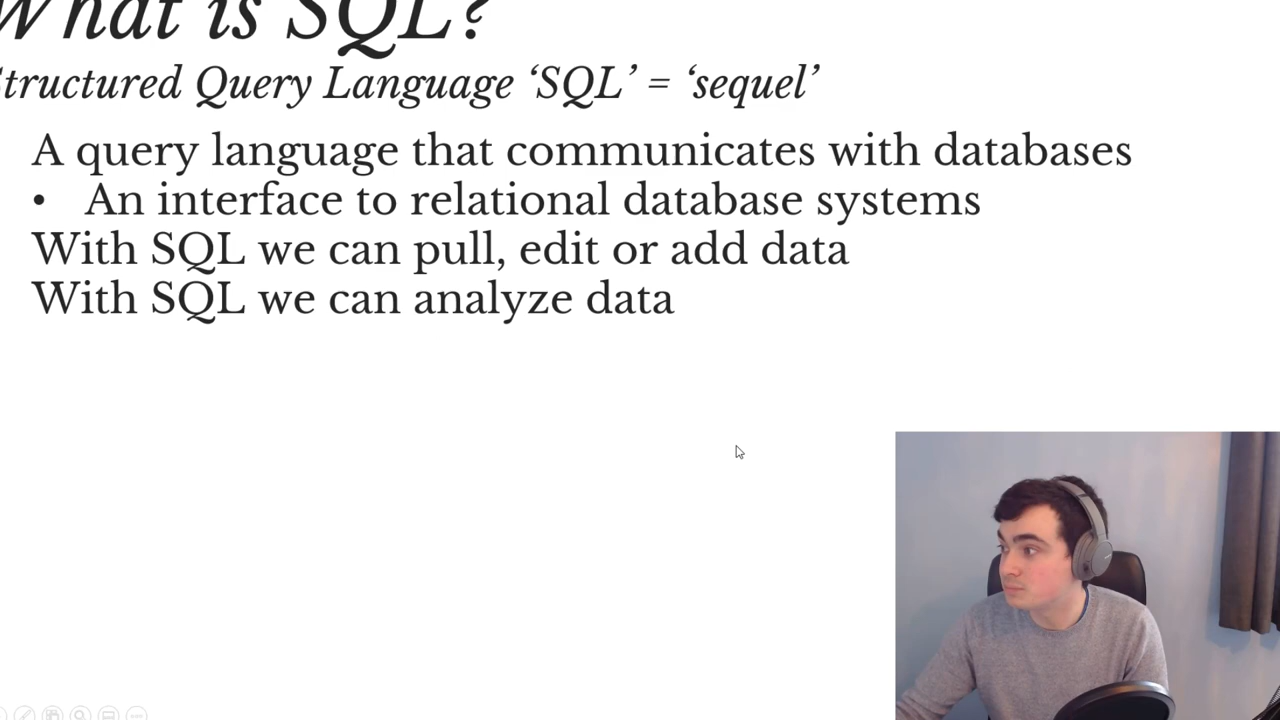 What is SQL?
Structured Query Language ‘SQL’ = ‘sequel’
A query language that communicates with databases
• An interface to relational database systems
With SQL we can pull, edit or add data
With SQL we can analyze data